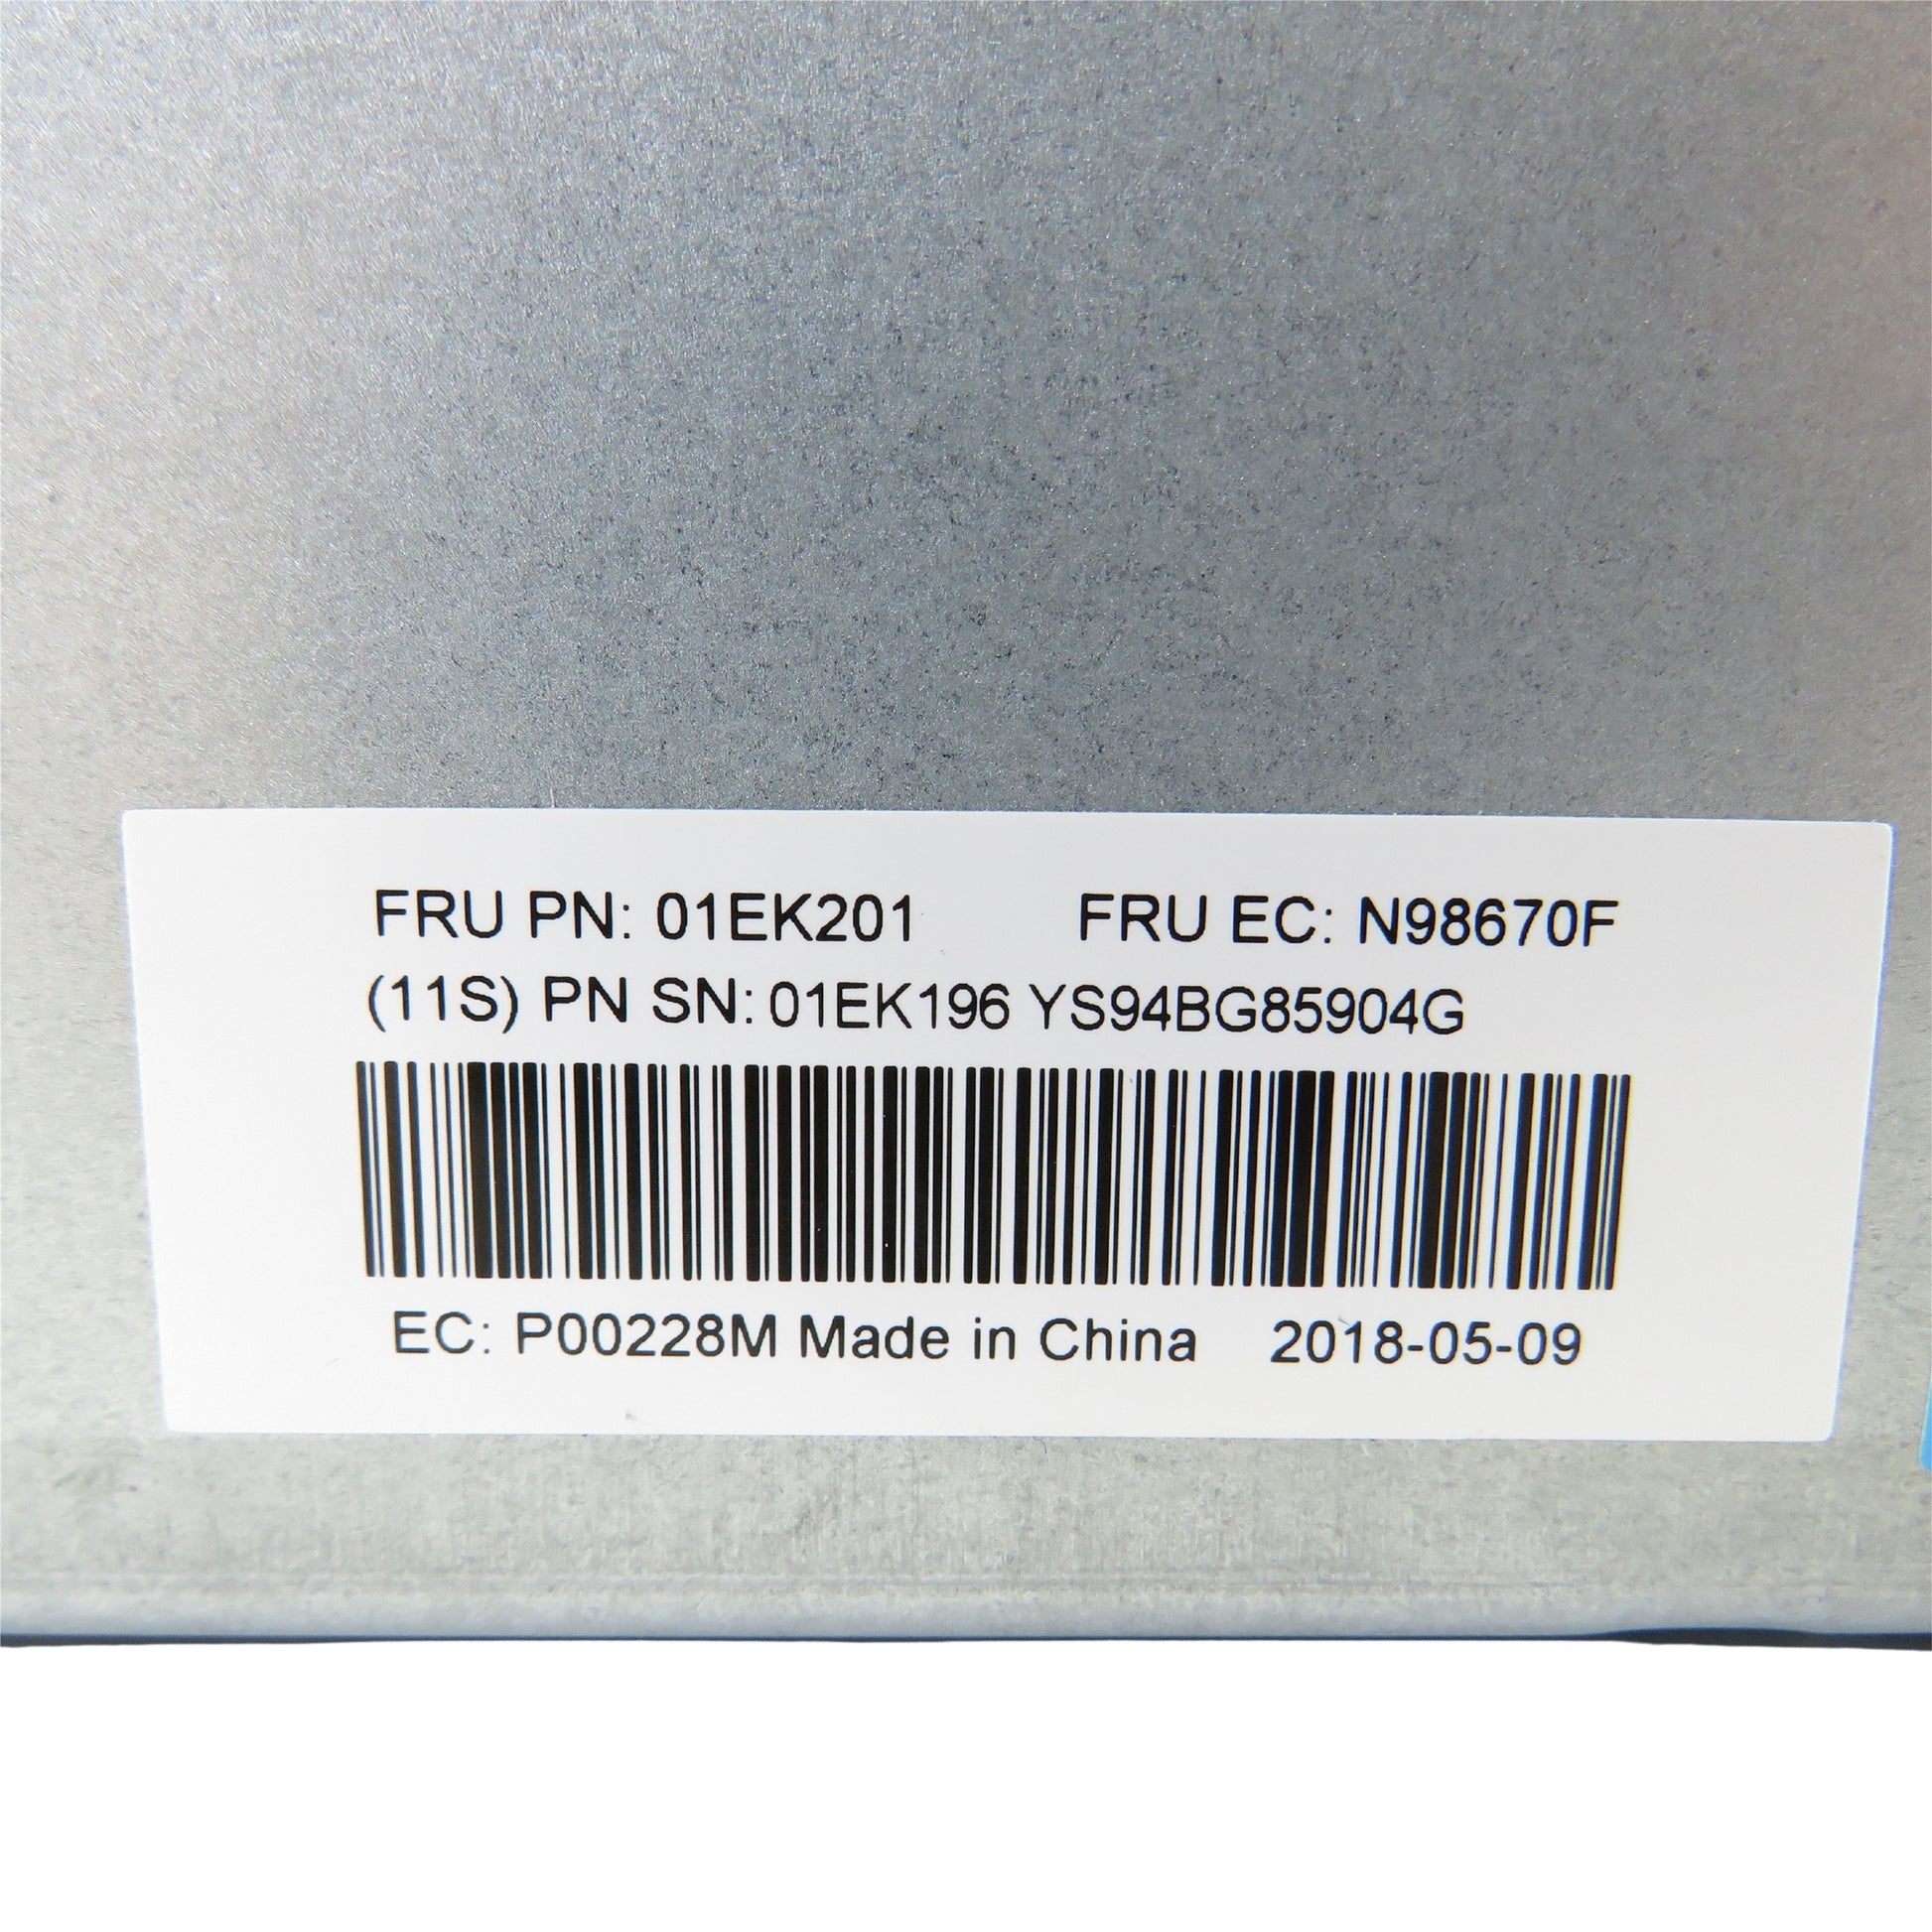 FRU PN: 01EK201 FRU EC: N98670F
(11S) PN SN: 01EK196 YS94BG85904G
EC: P00228M Made in China 2018-05-09